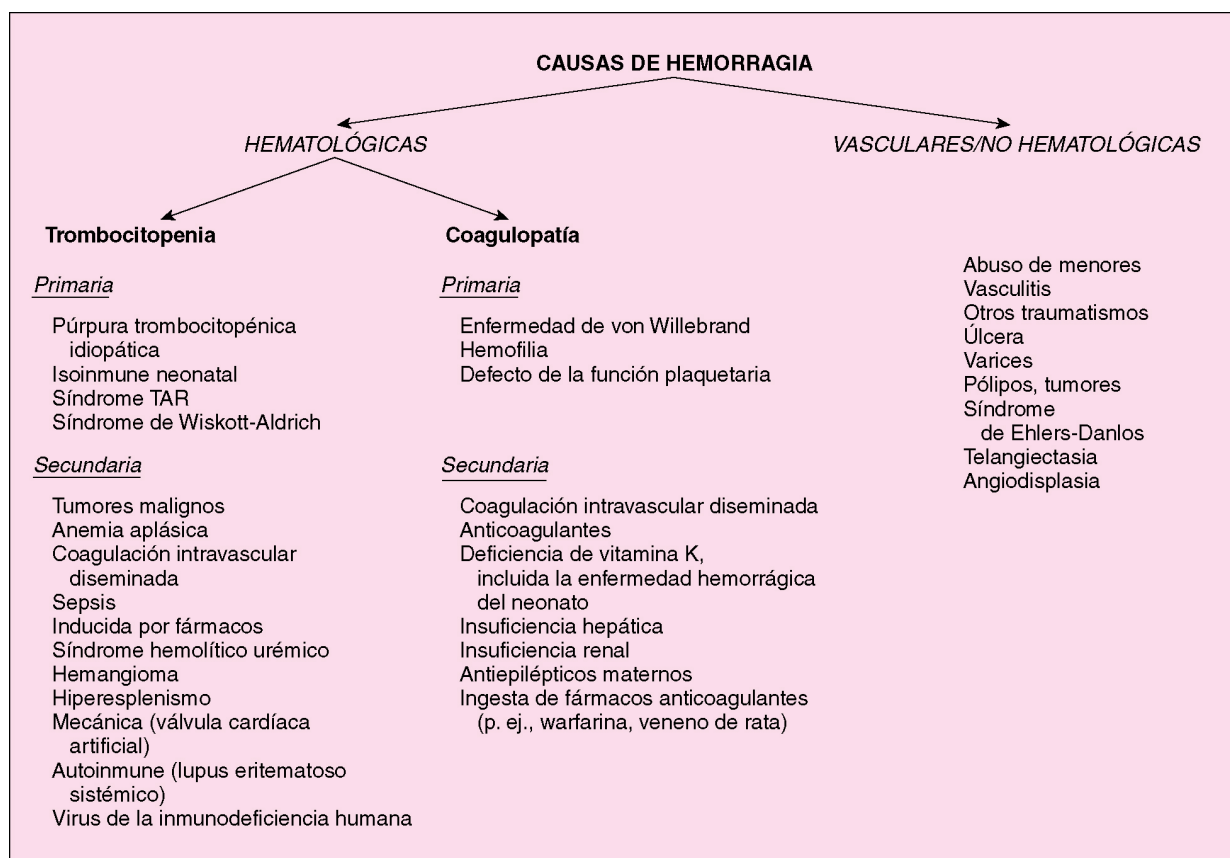 CAUSAS DE HEMORRAGIA
HEMATOLÓGICAS
VASCULARES/NO HEMATOLÓGICAS
Trombocitopenia
Primaria
Púrpura trombocitopénica
idiopática
Isoinmune neonatal
Síndrome TAR
Síndrome de Wiskott-Aldrich
Secundaria
Tumores malignos
Anemia aplásica
Coagulación intravascular
diseminada
Sepsis
Inducida por fármacos
Síndrome hemolítico urémico
Hemangioma
Hiperesplenismo
Mecánica (válvula cardíaca
artificial)
Autoinmune (lupus eritematoso
sistémico)
Virus de la inmunodeficiencia humana
Coagulopatía
Primaria
Enfermedad de von Willebrand
Hemofilia
Defecto de la función plaquetaria
Secundaria
Coagulación intravascular diseminada
Anticoagulantes
Deficiencia de vitamina K,
incluida la enfermedad hemorrágica
del neonato
Insuficiencia hepática
Insuficiencia renal
Antiepilépticos maternos
Ingesta de fármacos anticoagulantes
(p. ej., warfarina, veneno de rata)
Abuso de menores
Vasculitis
Otros traumatismos
Úlcera
Varices
Pólipos, tumores
Síndrome
de Ehlers-Danlos
Telangiectasia
Angiodisplasia